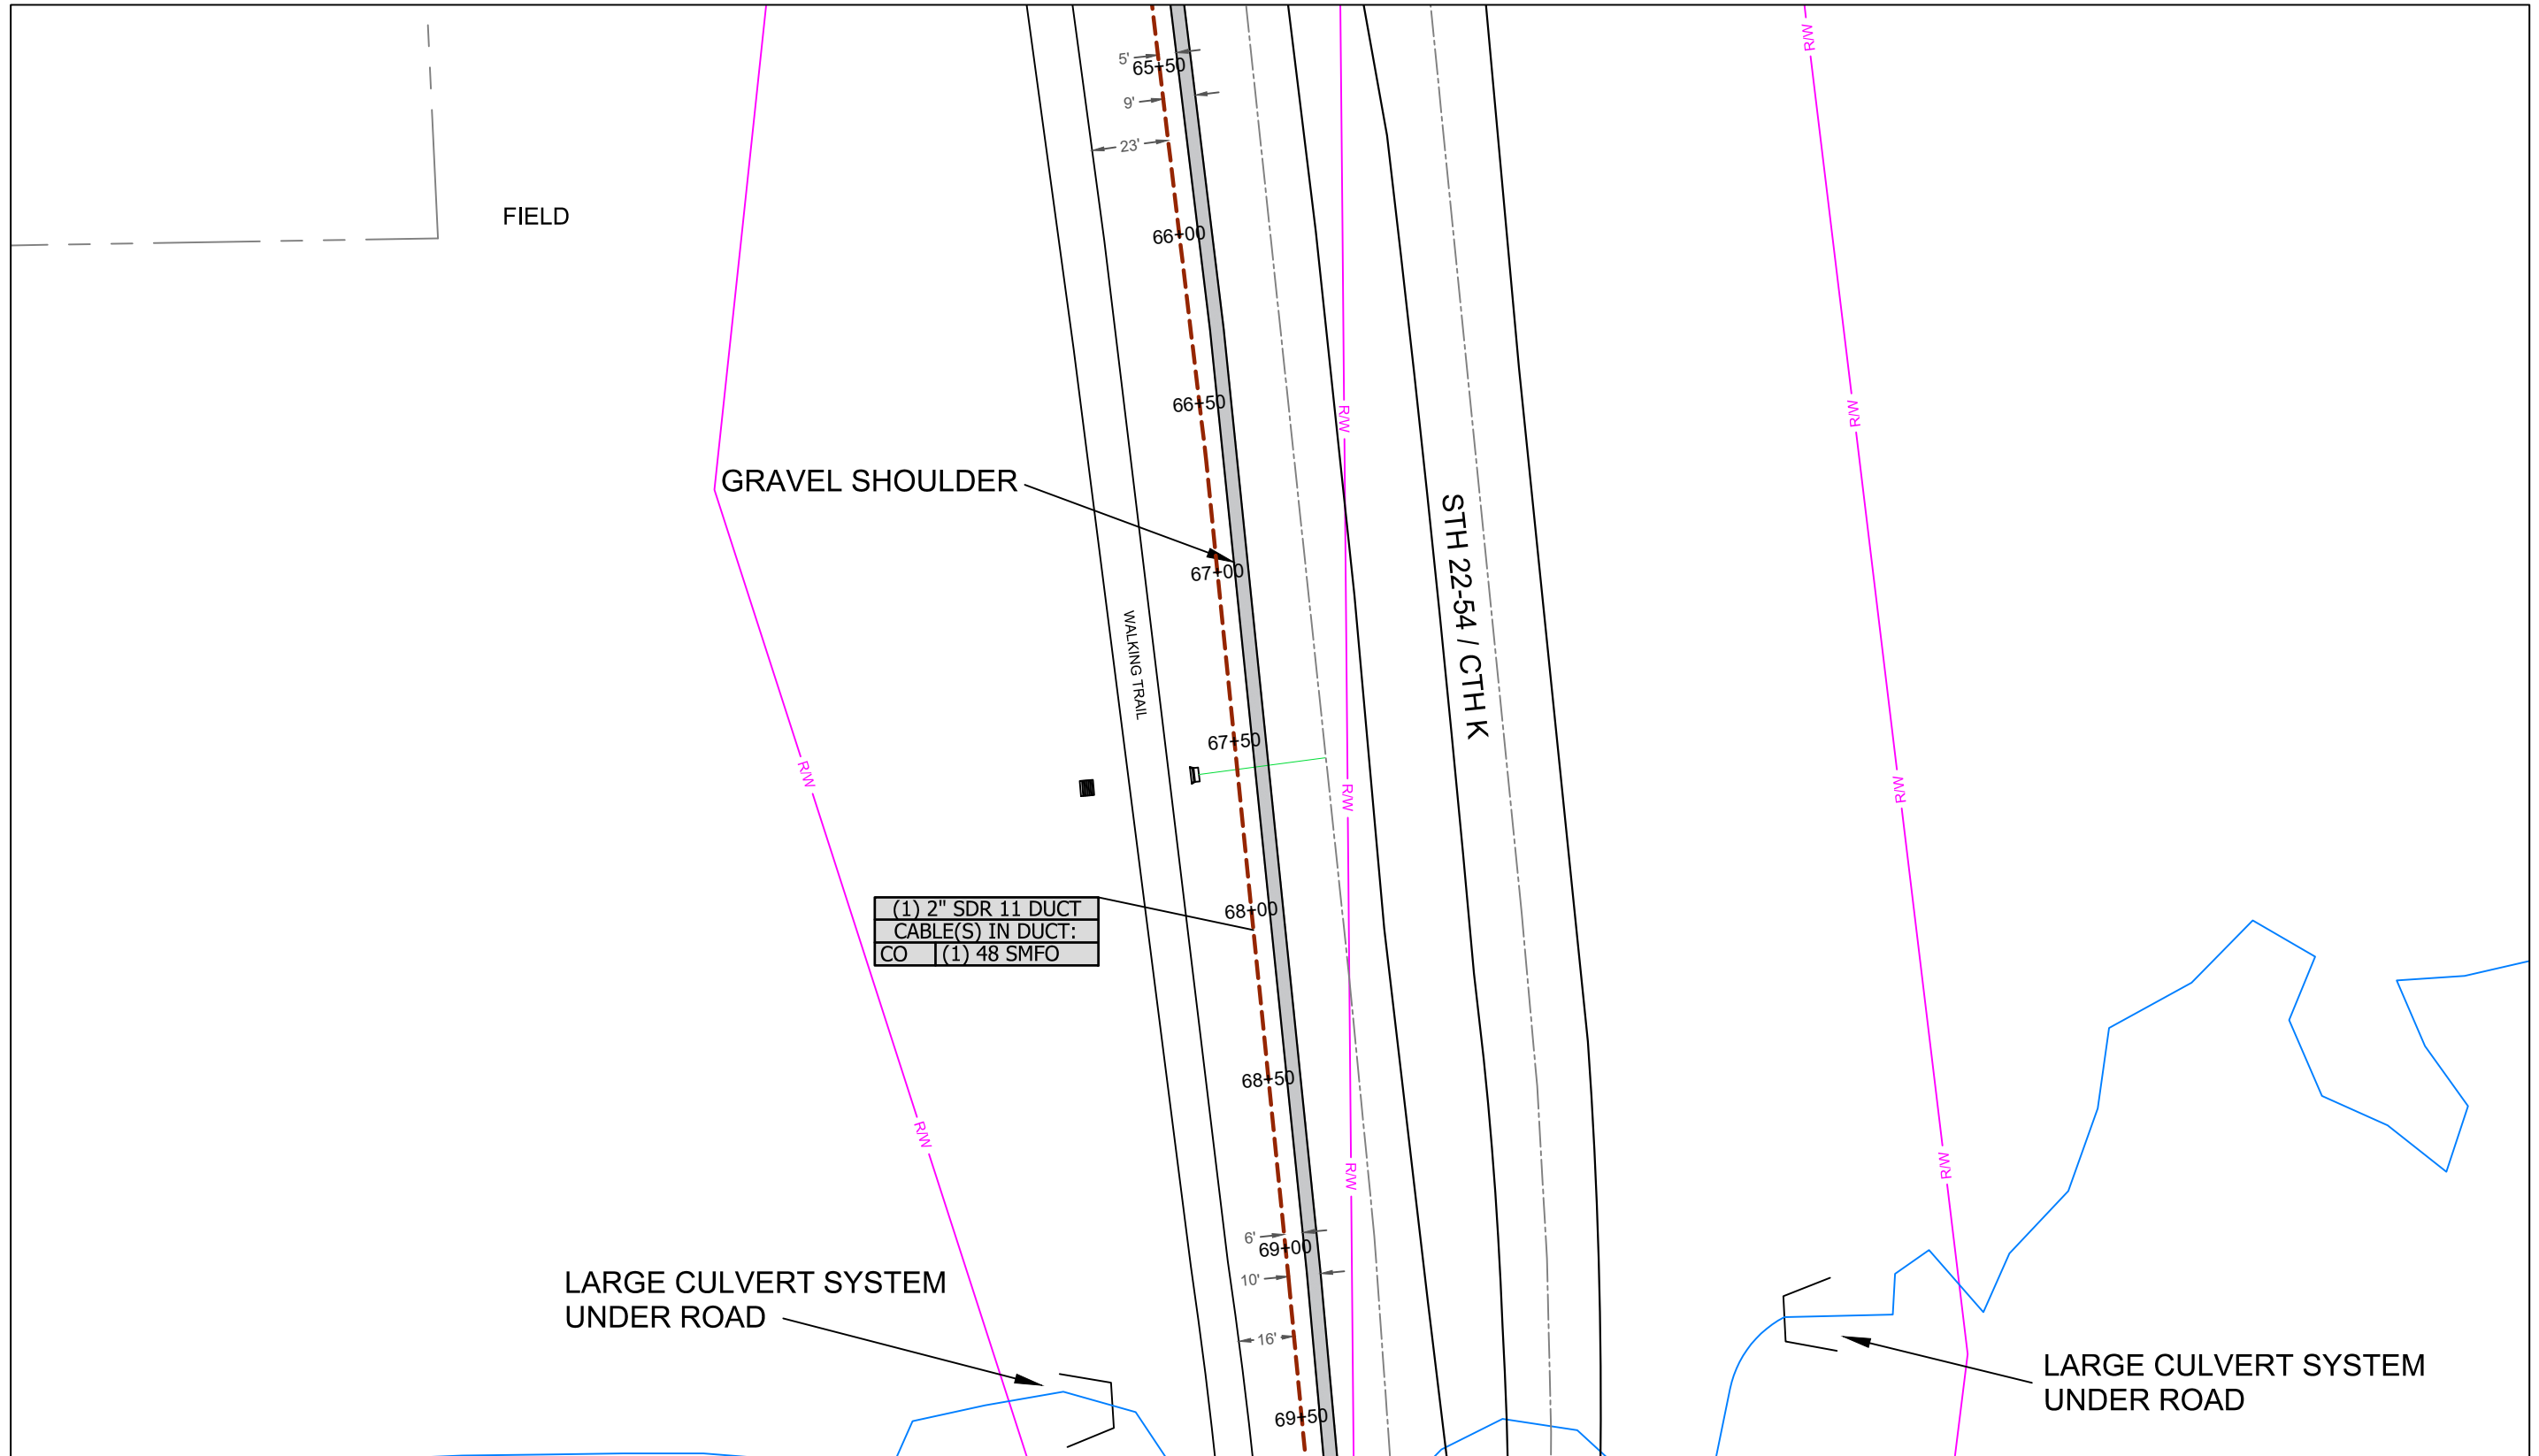 R/W
5'
65+50
9'
23'
FIELD
66+00
66+50
R/W
R/W
GRAVEL SHOULDER
67+00
STH 22-54 / CTH K
WALKING TRAIL
67+50
R/W
R/W
R/W
(1) 2" SDR 11 DUCT
CABLE(S) IN DUCT:
CO (1) 48 SMFO
68+00
68+50
R/W
R/W
R/W
6'
69+00
10'
LARGE CULVERT SYSTEM
UNDER ROAD
16'
LARGE CULVERT SYSTEM
UNDER ROAD
69+50